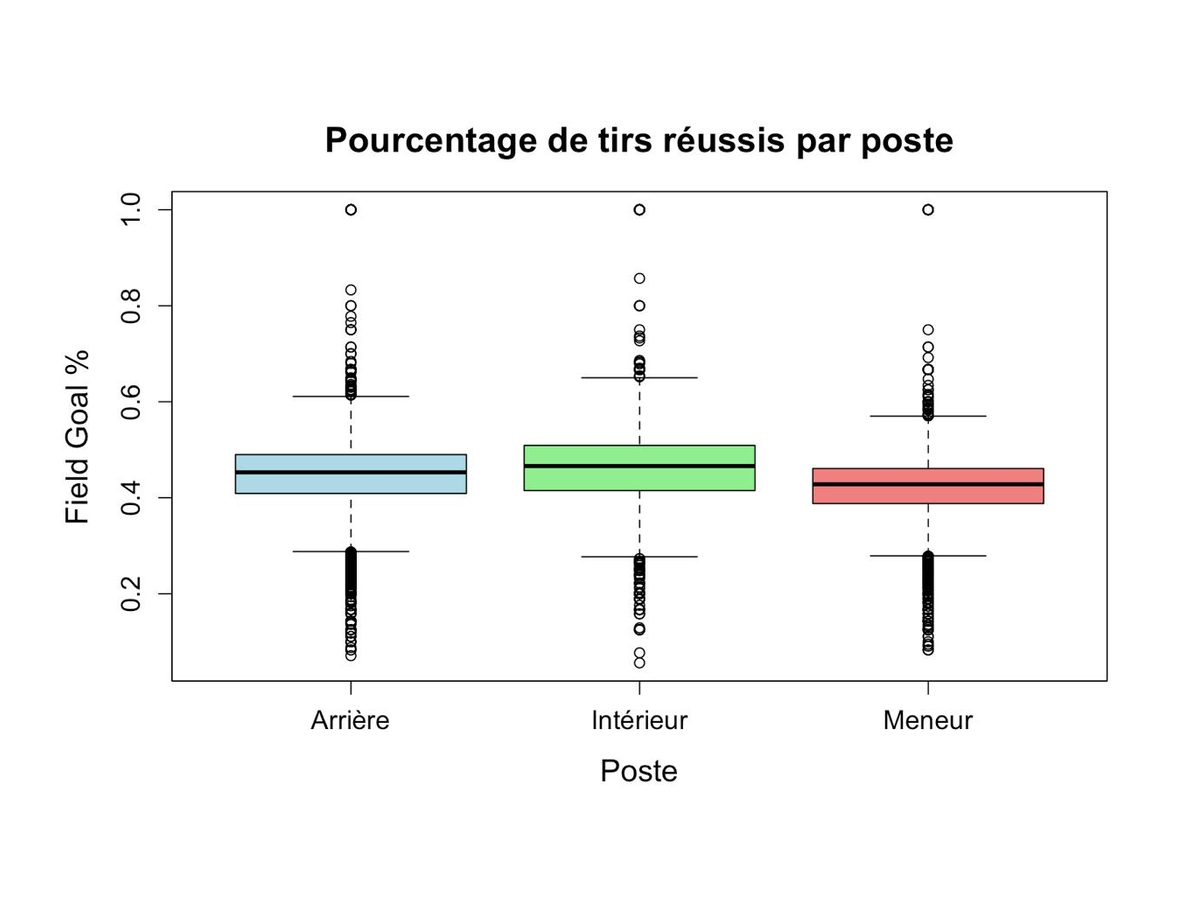 Pourcentage de tirs réussis par poste
1.0
0.8
0.6
0.4
0.2
Field Goal %
Arrière
Intérieur
Meneur
Poste